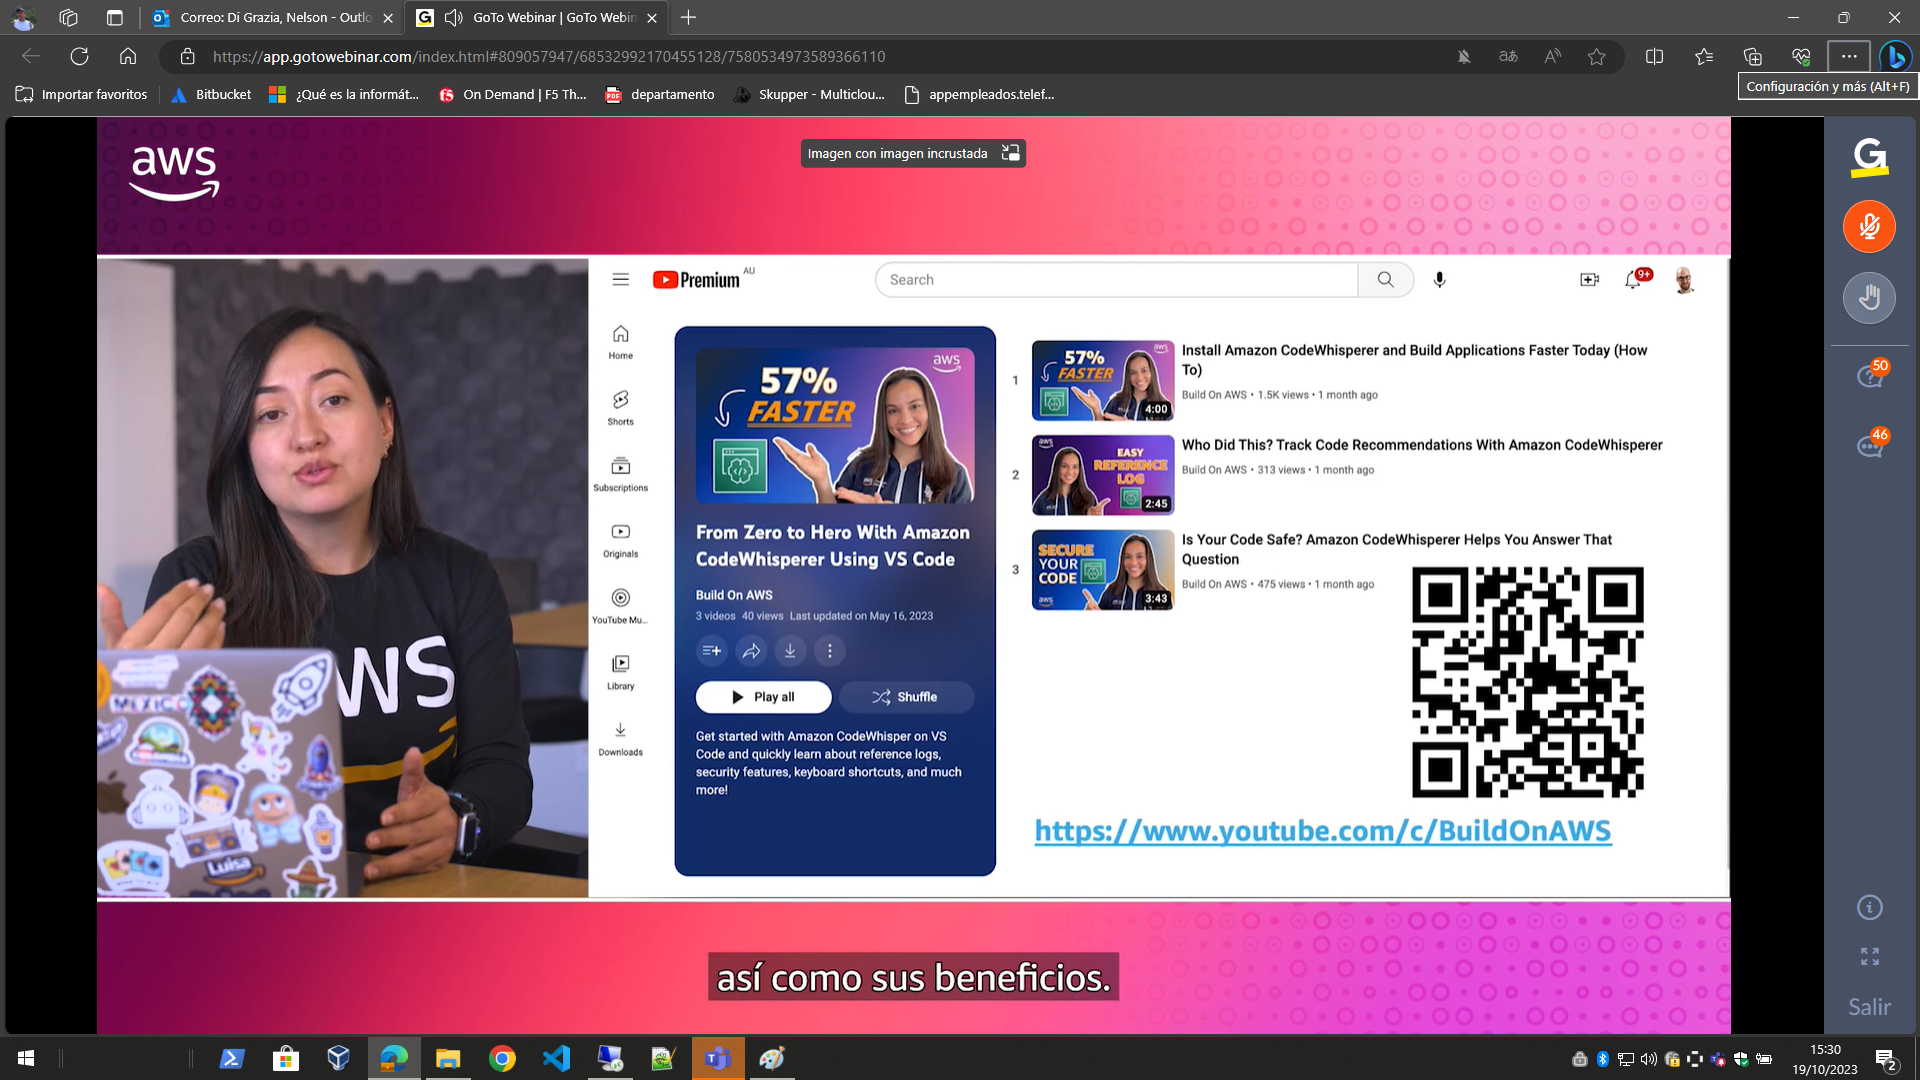 Correo: Di Grazia, Nelson - Outlo
GoTo Webinar | GoTo Webin
https://app.gotowebinar.com/index.html#809057947/68532992170455128/7580534973589366110
Importar favoritos
Bitbucket
¿Qué es la informát...
On Demand | F5 Th...
departamento
Skupper - Multiclou...
appempleados.telef...
Configuración y más (Alt+F)
aws
Imagen con imagen incrustada
Premium AU
Search
9+
Home
Shorts
Subscriptions
Originals
YouTube Mu...
Library
Downloads
aws
57%
FASTER
From Zero to Hero With Amazon
CodeWhisperer Using VS Code
Build On AWS
3 videos 40 views Last updated on May 16, 2023
Play all
Shuffle
Get started with Amazon CodeWhisper on VS
Code and quickly learn about reference logs,
security features, keyboard shortcuts, and much
more!
1
57%
FASTER
aws
4:00
Install Amazon CodeWhisperer and Build Applications Faster Today (How
To)
Build On AWS • 1.5K views • 1 month ago
2
aws
EASY
REFERENCE
LOG
2:45
Who Did This? Track Code Recommendations With Amazon CodeWhisperer
Build On AWS • 313 views • 1 month ago
3
SECURE
YOUR
CODE
aws
3:43
Is Your Code Safe? Amazon CodeWhisperer Helps You Answer That
Question
Build On AWS • 475 views • 1 month ago
https://www.youtube.com/c/BuildOnAWS
WS
MEXICO
Luisa
así como sus beneficios.
G
50
46
Salir
15:30
19/10/2023
2